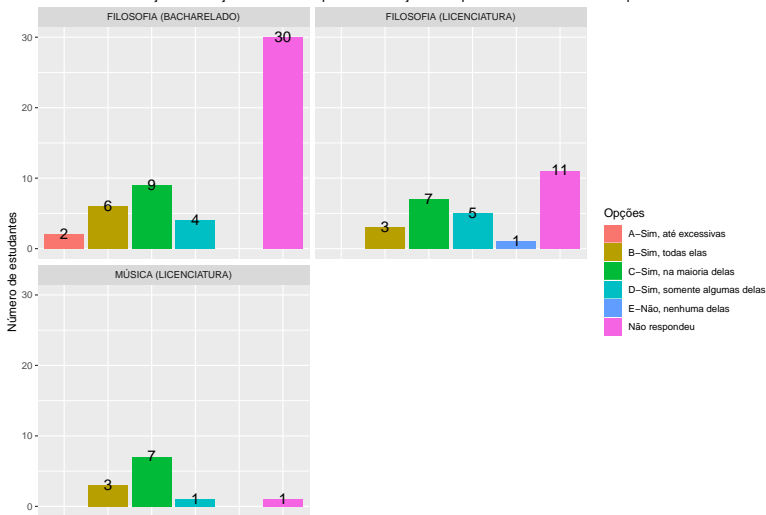 FILOSOFIA (BACHARELADO)
FILOSOFIA (LICENCIATURA)
30
20
10
0
2
6
9
4
30
3
7
5
1
11
MÚSICA (LICENCIATURA)
30
20
10
0
3
7
1
1
Número de estudantes
Opções
A−Sim, até excessivas
B−Sim, todas elas
C−Sim, na maioria delas
D−Sim, somente algumas delas
E−Não, nenhuma delas
Não respondeu